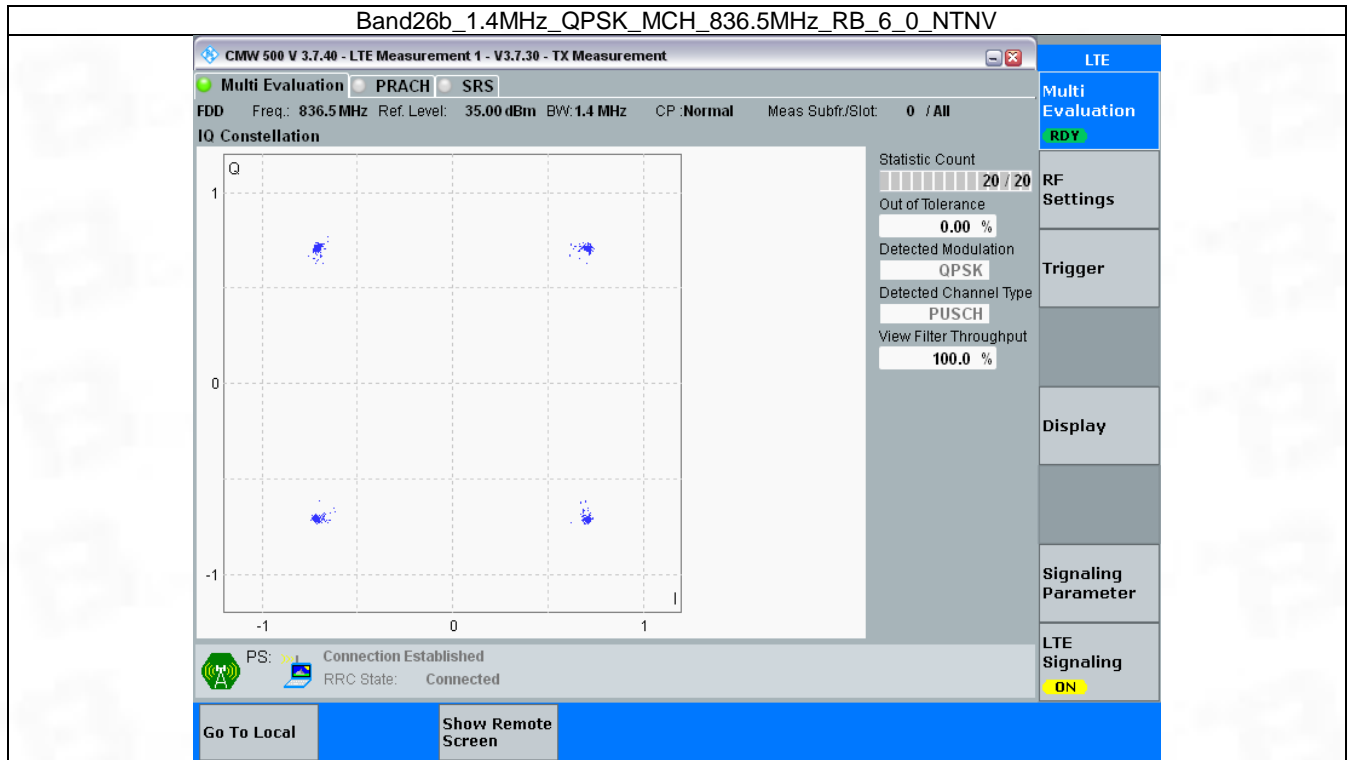 Band26b_1.4MHz_QPSK_MCH_836.5MHz_RB_6_0_NTNV
CMW 500 V 3.7.40 - LTE Measurement 1 - V3.7.30 - TX Measurement
LTE
Multi Evaluation PRACH SRS
FDD Freq.: 836.5 MHz Ref. Level: 35.00 dBm BW: 1.4 MHz CP :Normal Meas Subfr./Slot: 0 / All
IQ Constellation
Q
1
0
-1
I
-1 0 1
Statistic Count
20 / 20
Out of Tolerance
0.00 %
Detected Modulation
QPSK
Detected Channel Type
PUSCH
View Filter Throughput
100.0 %
Multi
Evaluation
RDY
RF
Settings
Trigger
Display
Signaling
Parameter
LTE
Signaling
ON
PS: Connection Established
RRC State: Connected
Go To Local
Show Remote
Screen